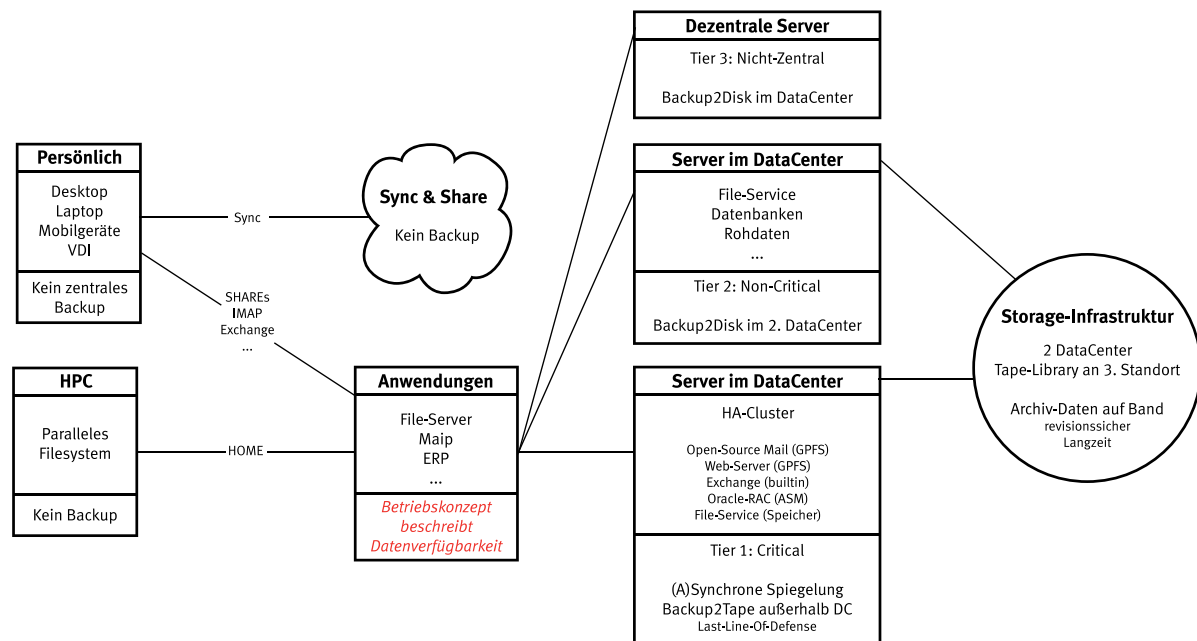 Persönlich
Desktop
Laptop
Mobilgeräte
VDI
Kein zentrales
Backup
Sync
Sync & Share
Kein Backup
SHAREs
IMAP
Exchange
...
HPC
Paralleles
Filesystem
Kein Backup
HOME
Anwendungen
File-Server
Maip
ERP
...
Betriebskonzept
beschreibt
Datenverfügbarkeit
Dezentrale Server
Tier 3: Nicht-Zentral
Backup2Disk im DataCenter
Server im DataCenter
File-Service
Datenbanken
Rohdaten
...
Tier 2: Non-Critical
Backup2Disk im 2. DataCenter
Server im DataCenter
HA-Cluster
Open-Source Mail (GPFS)
Web-Server (GPFS)
Exchange (builtin)
Oracle-RAC (ASM)
File-Service (Speicher)
Tier 1: Critical
(A)Synchrone Spiegelung
Backup2Tape außerhalb DC
Last-Line-Of-Defense
Storage-Infrastruktur
2 DataCenter
Tape-Library an 3. Standort
Archiv-Daten auf Band
revisionssicher
Langzeit